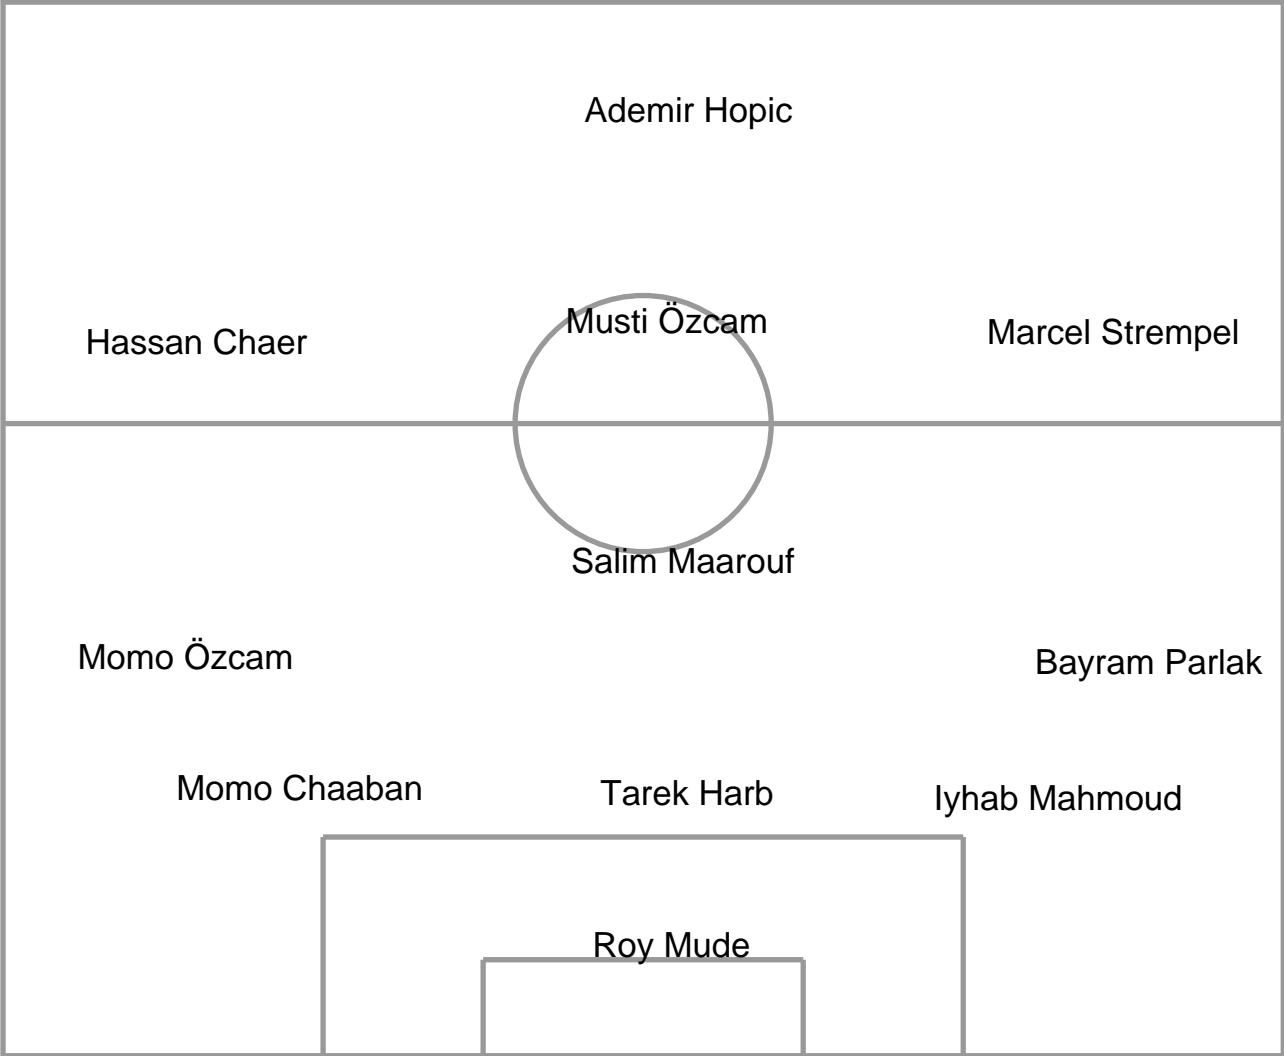 Ademir Hopic
Hassan Chaer
Musti Özcam
Marcel Strempel
Salim Maarouf
Momo Özcam
Bayram Parlak
Momo Chaaban
Tarek Harb
Iyhab Mahmoud
Roy Mude